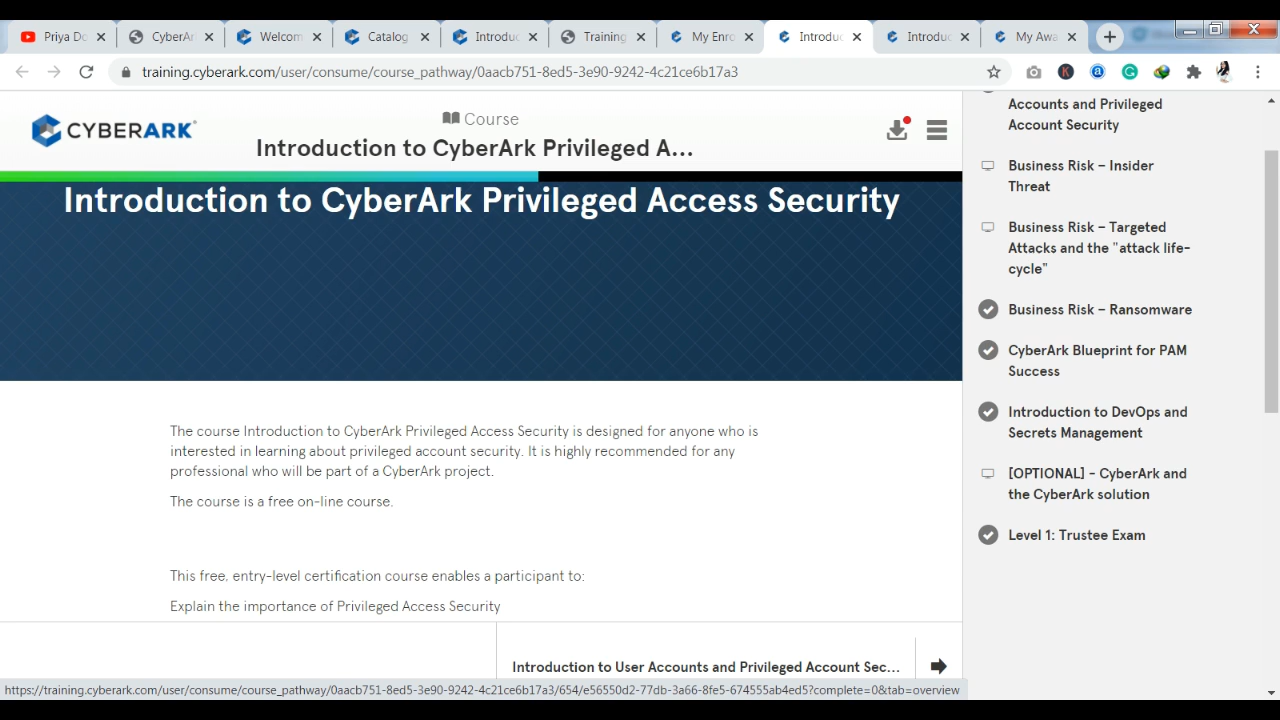 Priya Do
CyberAr
Welcom
Catalog
Introdu
Training
My Enro
Introduc
Introduc
My Awa
training.cyberark.com/user/consume/course_pathway/0aacb751-8ed5-3e90-9242-4c21ce6b17a3
CYBERARK®
Course
Introduction to CyberArk Privileged A...
Introduction to CyberArk Privileged Access Security
The course Introduction to CyberArk Privileged Access Security is designed for anyone who is
interested in learning about privileged account security. It is highly recommended for any
professional who will be part of a CyberArk project.
The course is a free on-line course.
This free, entry-level certification course enables a participant to:
Explain the importance of Privileged Access Security
Introduction to User Accounts and Privileged Account Sec...
https://training.cyberark.com/user/consume/course_pathway/0aacb751-8ed5-3e90-9242-4c21ce6b17a3/654/e56550d2-77db-3a66-8fe5-674555ab4ed5?complete=0&tab=overview
Accounts and Privileged
Account Security
Business Risk – Insider
Threat
Business Risk – Targeted
Attacks and the "attack life-
cycle"
Business Risk – Ransomware
CyberArk Blueprint for PAM
Success
Introduction to DevOps and
Secrets Management
[OPTIONAL] - CyberArk and
the CyberArk solution
Level 1: Trustee Exam